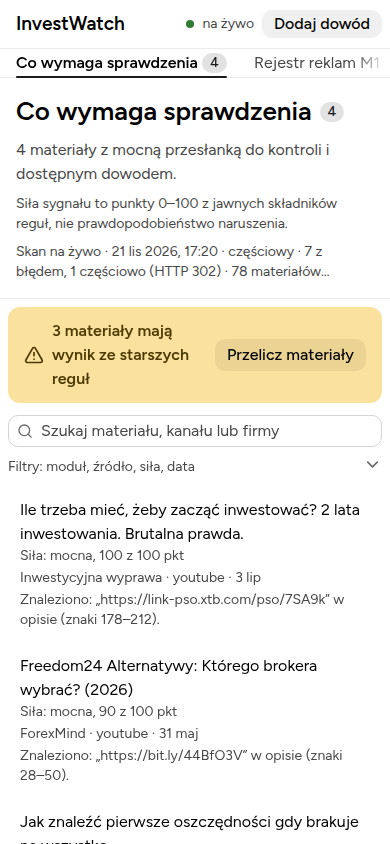 InvestWatch
na żywo
Dodaj dowód
Co wymaga sprawdzenia 4
Rejestr reklam M1
Co wymaga sprawdzenia 4
4 materiały z mocną przesłanką do kontroli i
dostępnym dowodem.
Siła sygnału to punkty 0–100 z jawnych składników
reguł, nie prawdopodobieństwo naruszenia.
Skan na żywo · 21 lis 2026, 17:20 · częściowy · 7 z
błędem, 1 częściowo (HTTP 302) · 78 materiałów…
3 materiały mają
wynik ze starszych
reguł
Przelicz materiały
Szukaj materiału, kanału lub firmy
Filtry: moduł, źródło, siła, data
Ile trzeba mieć, żeby zacząć inwestować? 2 lata
inwestowania. Brutalna prawda.
Siła: mocna, 100 z 100 pkt
Inwestycyjna wyprawa · youtube · 3 lip
Znaleziono: „https://link-pso.xtb.com/pso/7SA9k” w
opisie (znaki 178–212).
Freedom24 Alternatywy: Którego brokera
wybrać? (2026)
Siła: mocna, 90 z 100 pkt
ForexMind · youtube · 31 maj
Znaleziono: „https://bit.ly/44BfO3V” w opisie (znaki
28–50).
Jak znaleźć pierwsze oszczędności gdy brakuje